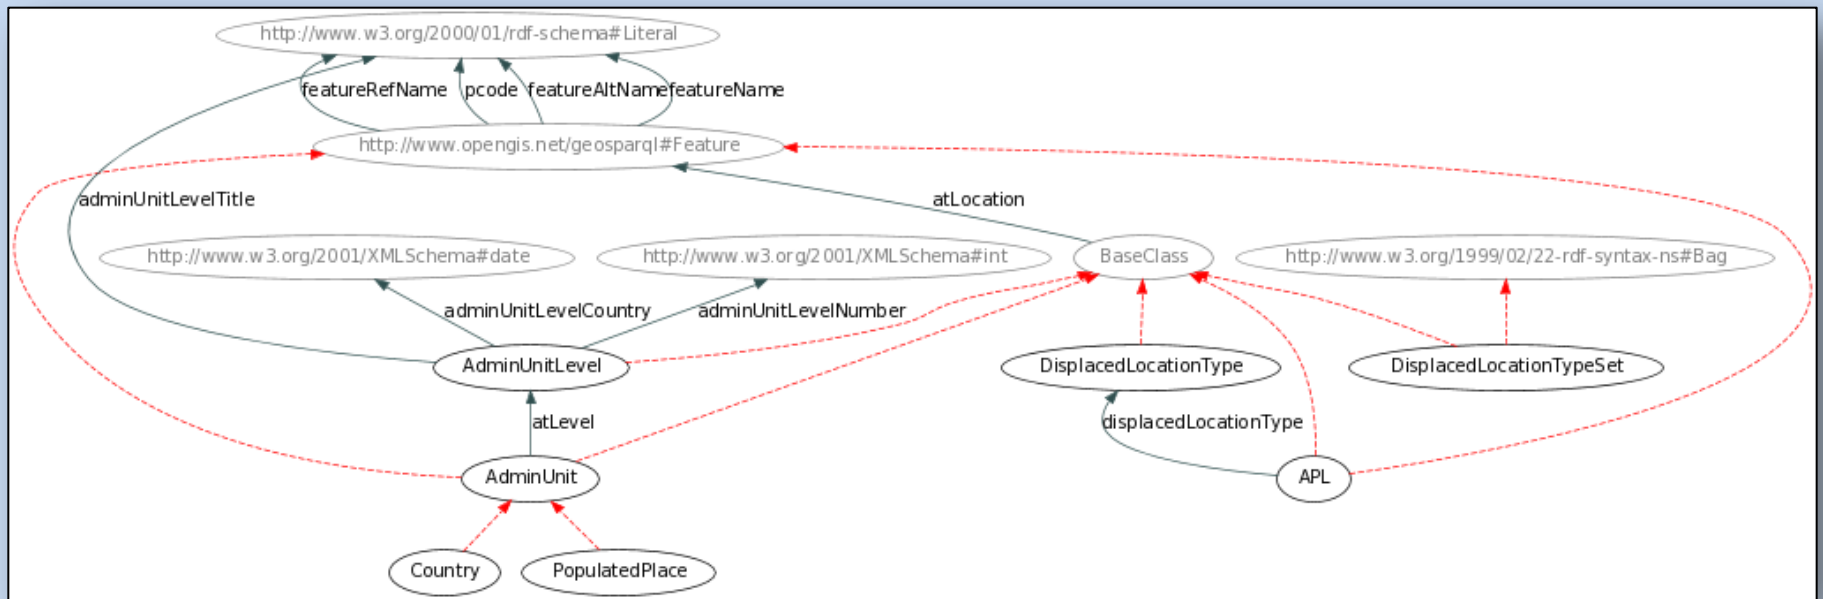 http://www.w3.org/2000/01/rdf-schema#Literal
featureRefName
pcode
featureAltName
featureName
http://www.opengis.net/geosparql#Feature
adminUnitLevelTitle
atLocation
http://www.w3.org/2001/XMLSchema#date
http://www.w3.org/2001/XMLSchema#int
BaseClass
http://www.w3.org/1999/02/22-rdf-syntax-ns#Bag
adminUnitLevelCountry
adminUnitLevelNumber
AdminUnitLevel
DisplacedLocationType
DisplacedLocationTypeSet
atLevel
displacedLocationType
AdminUnit
APL
Country
PopulatedPlace